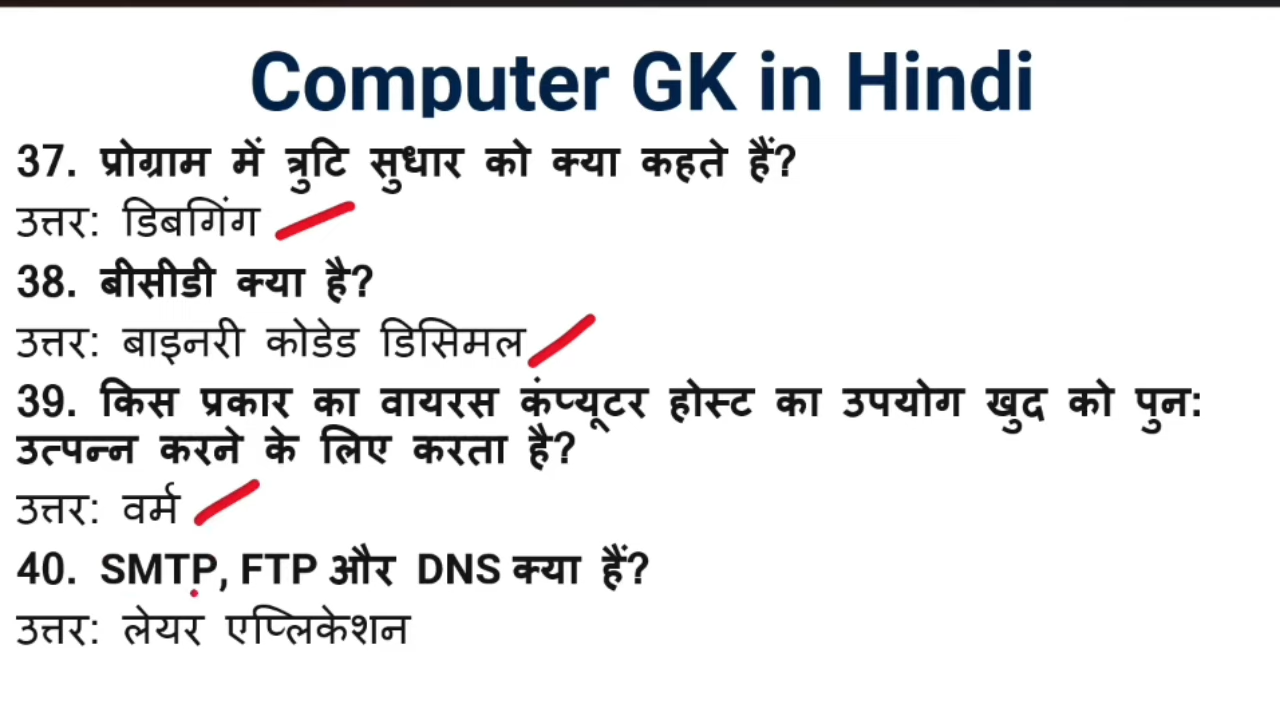 Computer GK in Hindi
37. प्रोग्राम में त्रुटि सुधार को क्या कहते हैं?
उत्तर: डिबगिंग
38. बीसीडी क्या है?
उत्तर: बाइनरी कोडेड डिसिमल
39. किस प्रकार का वायरस कंप्यूटर होस्ट का उपयोग खुद को पुन:
उत्पन्न करने के लिए करता है?
उत्तर: वर्म
40. SMTP, FTP और DNS क्या हैं?
उत्तर: लेयर एप्लिकेशन